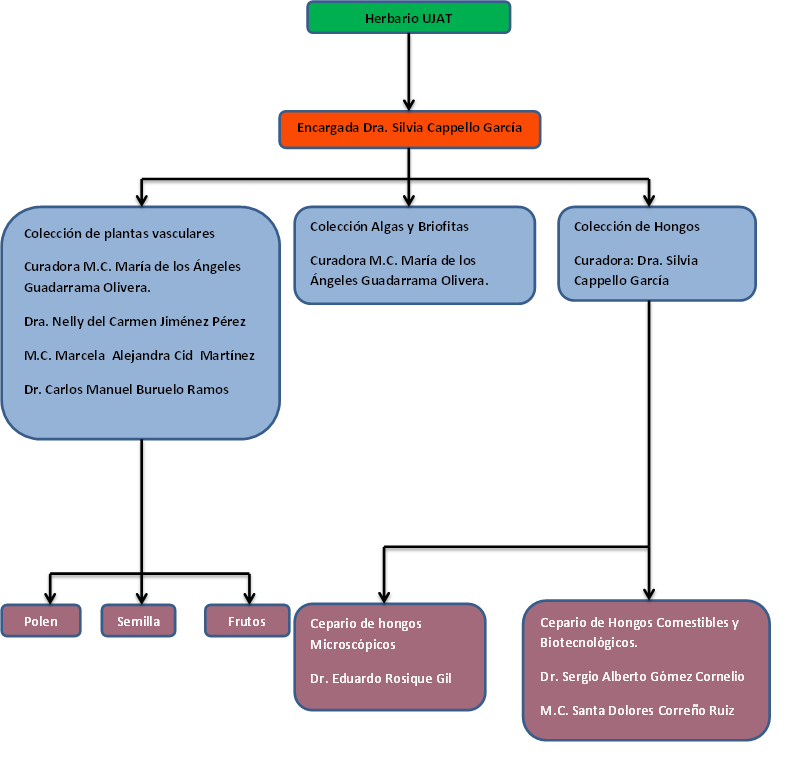 Herbario UJAT
Encargada Dra. Silvia Cappello García
Colección de plantas vasculares
Curadora M.C. María de los Ángeles
Guadarrama Olivera.
Dra. Nelly del Carmen Jiménez Pérez
M.C. Marcela Alejandra Cid Martínez
Dr. Carlos Manuel Buruelo Ramos
Colección Algas y Briofitas
Curadora M.C. María de los
Ángeles Guadarrama Olivera.
Colección de Hongos
Curadora: Dra. Silvia
Cappello García
Polen
Semilla
Frutos
Cepario de hongos
Microscópicos
Dr. Eduardo Rosique Gil
Cepario de Hongos Comestibles y
Biotecnológicos.
Dr. Sergio Alberto Gómez Cornelio
M.C. Santa Dolores Correño Ruiz